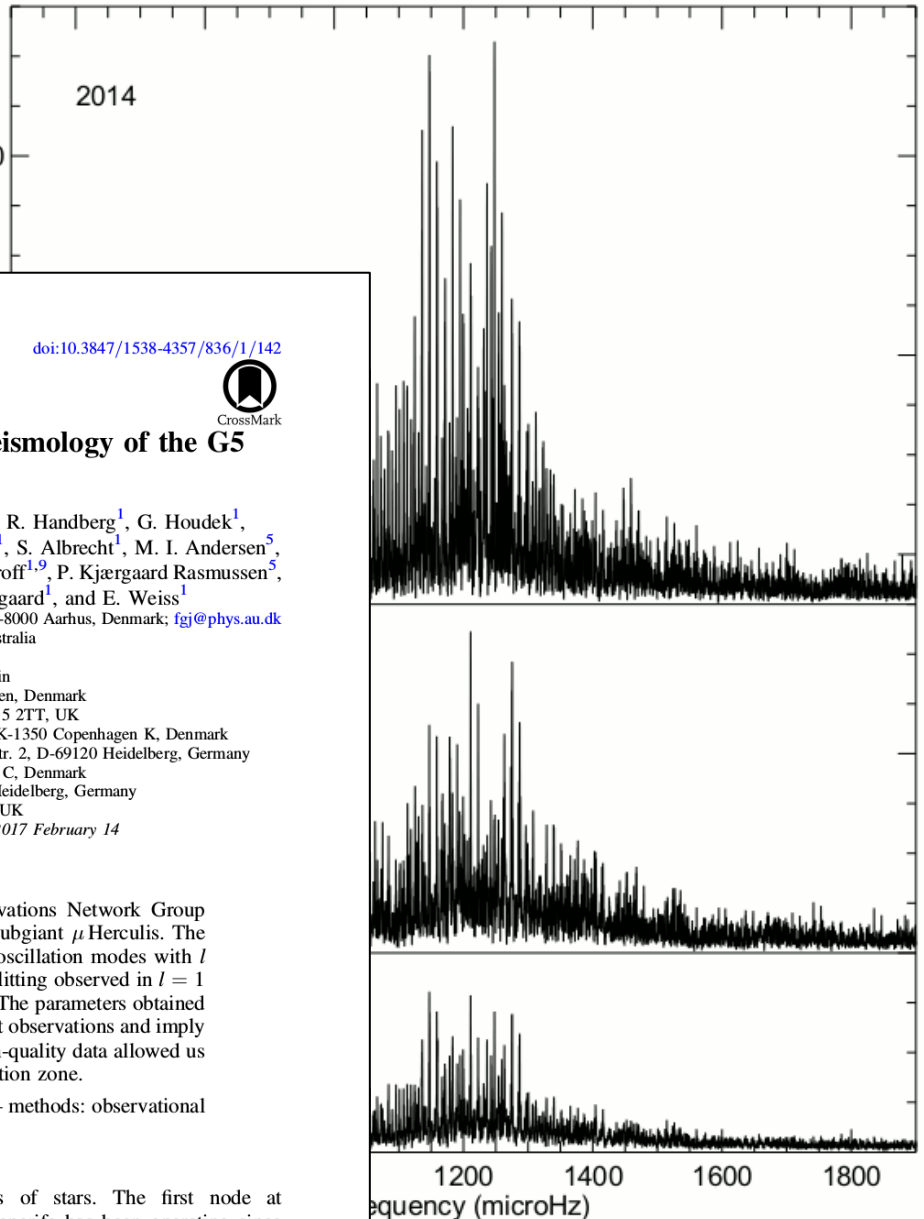 2014
0
doi:10.3847/1538-4357/836/1/142
CrossMark
eismology of the G5
R. Handberg1, G. Houdek1,
1, S. Albrecht1, M. I. Andersen5,
roff1,9, P. Kjærgaard Rasmussen5,
gaard1, and E. Weiss1
-8000 Aarhus, Denmark; fgj@phys.au.dk
stralia
in
en, Denmark
5 2TT, UK
K-1350 Copenhagen K, Denmark
tr. 2, D-69120 Heidelberg, Germany
C, Denmark
Heidelberg, Germany
UK
017 February 14
vations Network Group
ubgiant μ Herculis. The
oscillation modes with l
litting observed in l = 1
The parameters obtained
t observations and imply
-quality data allowed us
tion zone.
– methods: observational
s of stars. The first node at
1200 1400 1600 1800
equency (microHz)